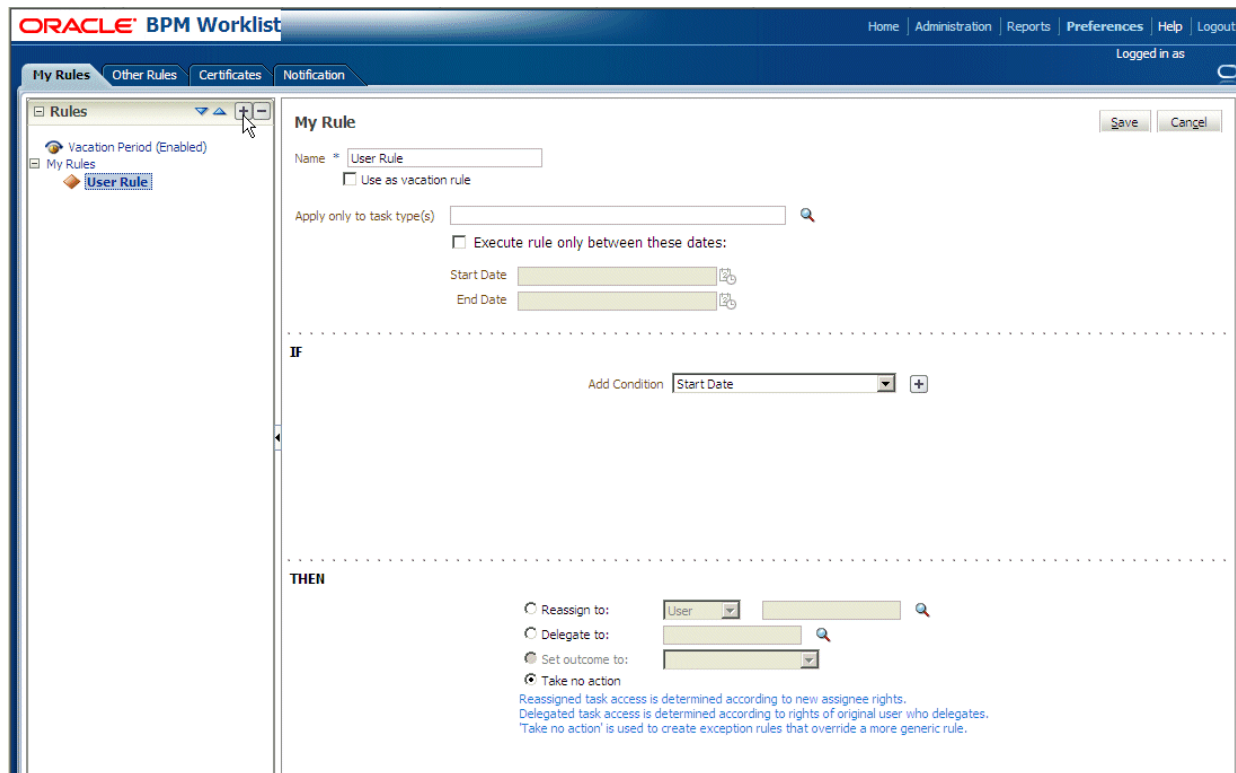 ORACLE BPM Worklist
Home Administration Reports Preferences Help Logout
Logged in as
My Rules Other Rules Certificates Notification
Rules
Vacation Period (Enabled)
My Rules
User Rule
My Rule
Save Cancel
Name * User Rule
Use as vacation rule
Apply only to task type(s)
Execute rule only between these dates:
Start Date
End Date
IF
Add Condition Start Date
THEN
Reassign to: User
Delegate to:
Set outcome to:
Take no action
Reassigned task access is determined according to new assignee rights.
Delegated task access is determined according to rights of original user who delegates.
'Take no action' is used to create exception rules that override a more generic rule.